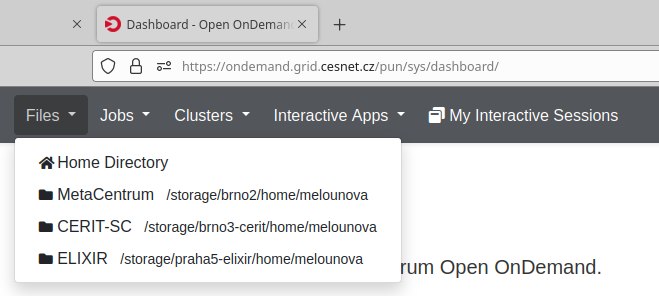 Dashboard - Open OnDemand
https://ondemand.grid.cesnet.cz/pun/sys/dashboard/
Files Jobs Clusters Interactive Apps My Interactive Sessions
Home Directory
MetaCentrum /storage/brno2/home/melounova
CERIT-SC /storage/brno3-cerit/home/melounova
ELIXIR /storage/praha5-elixir/home/melounova
rum Open OnDemand.